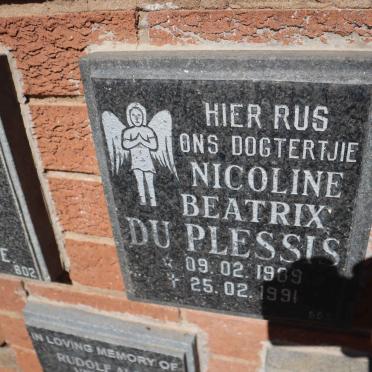 HIER RUS
ONS DOGTERTJIE
NICOLINE
BEATRIX
DU PLESSIS
* 09.02.1989
+ 25.02.1991
E
802
IN LOVING MEMORY OF
RUDOLF